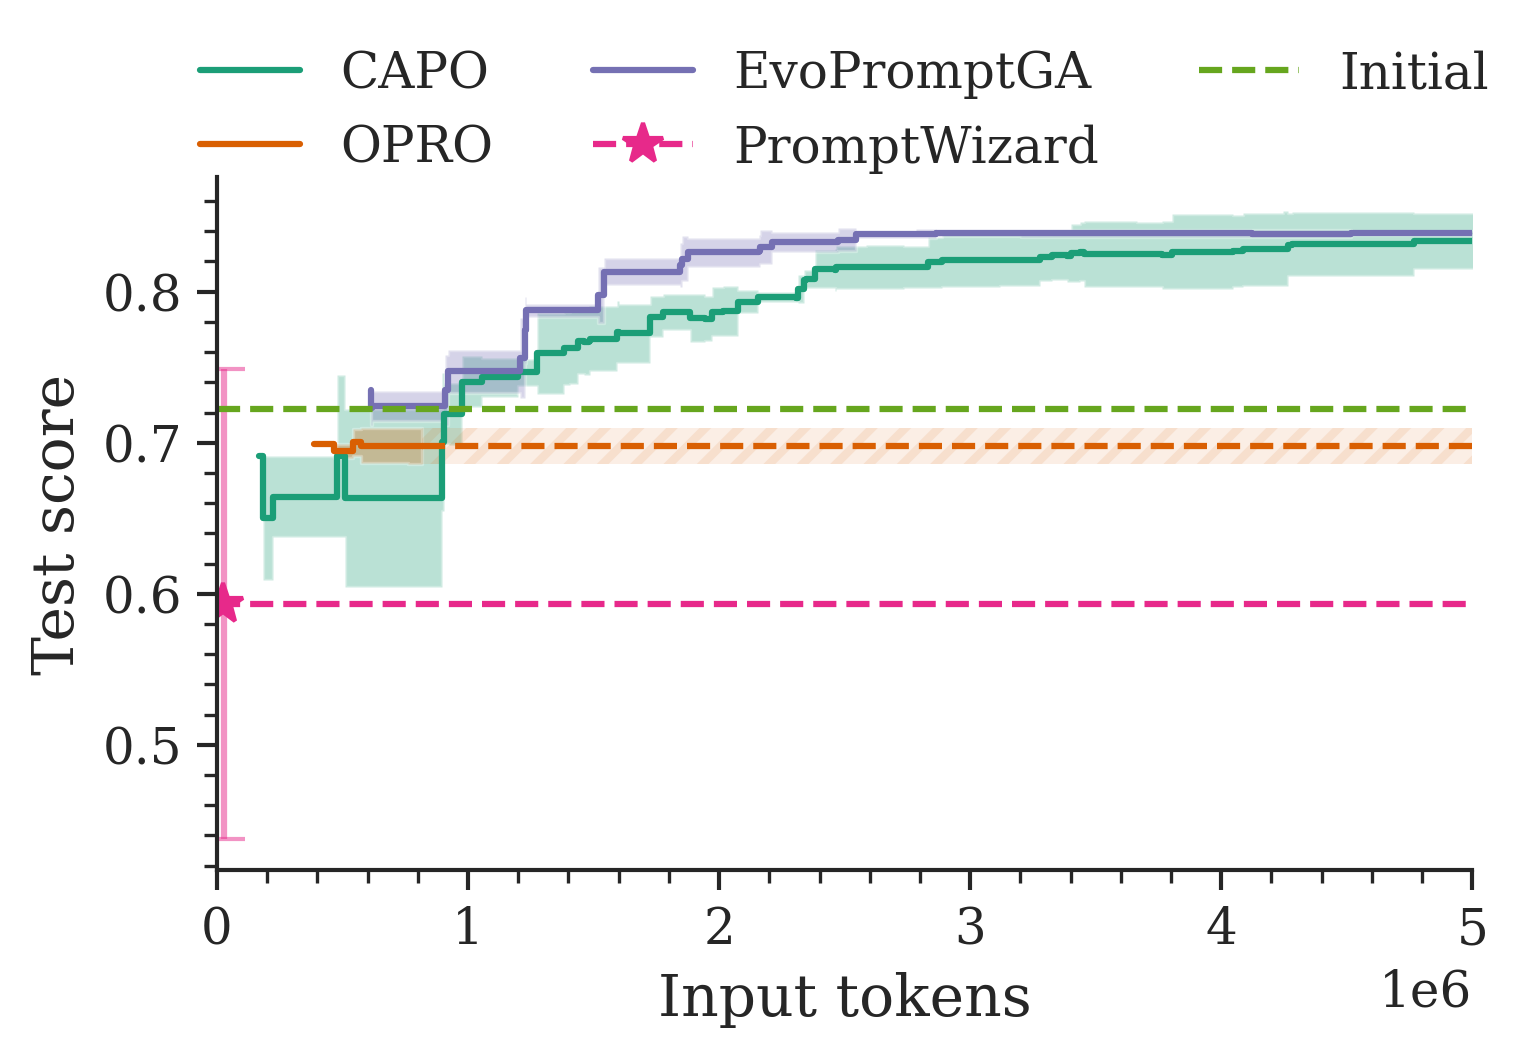 CAPO EvoPromptGA Initial
OPRO PromptWizard
0.8
0.7
0.6
0.5
Test score
0 1 2 3 4 5
1e6
Input tokens